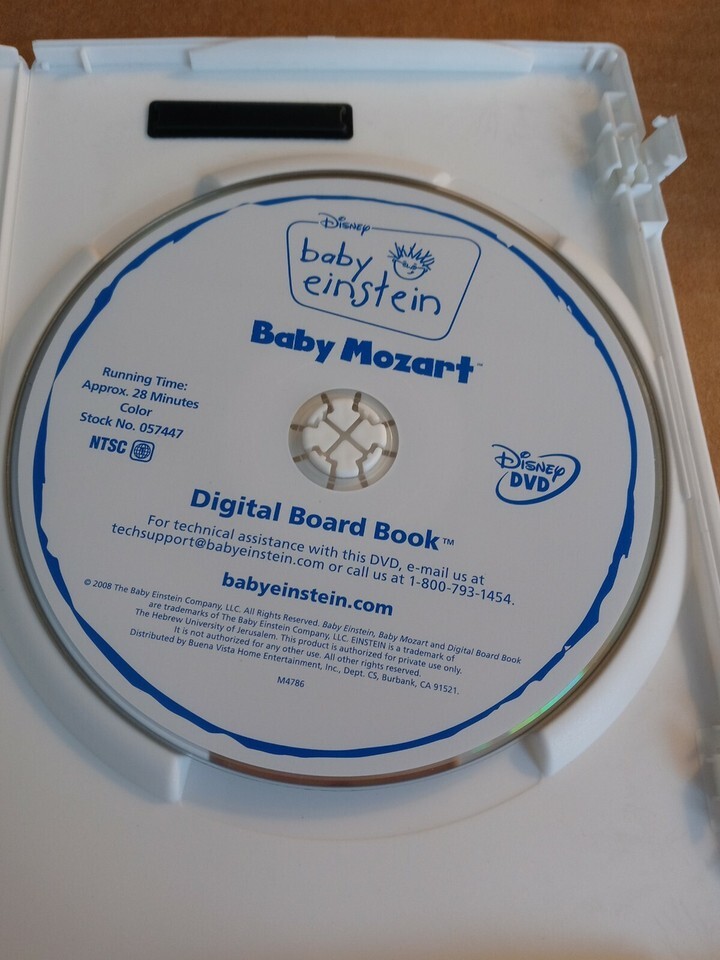 Disney
baby
einstein
Baby Mozart™
Running Time:
Approx. 28 Minutes
Color
Stock No. 057447
NTSC
Disney
DVD
Digital Board Book™
For technical assistance with this DVD, e-mail us at
techsupport@babyeinstein.com or call us at 1-800-793-1454.
babyeinstein.com
© 2008 The Baby Einstein Company, LLC. All Rights Reserved. Baby Einstein, Baby Mozart and Digital Board Book
are trademarks of The Baby Einstein Company, LLC. EINSTEIN is a trademark of
The Hebrew University of Jerusalem. This product is authorized for private use only.
It is not authorized for any other use. All other rights reserved.
Distributed by Buena Vista Home Entertainment, Inc., Dept. CS, Burbank, CA 91521.
M4786